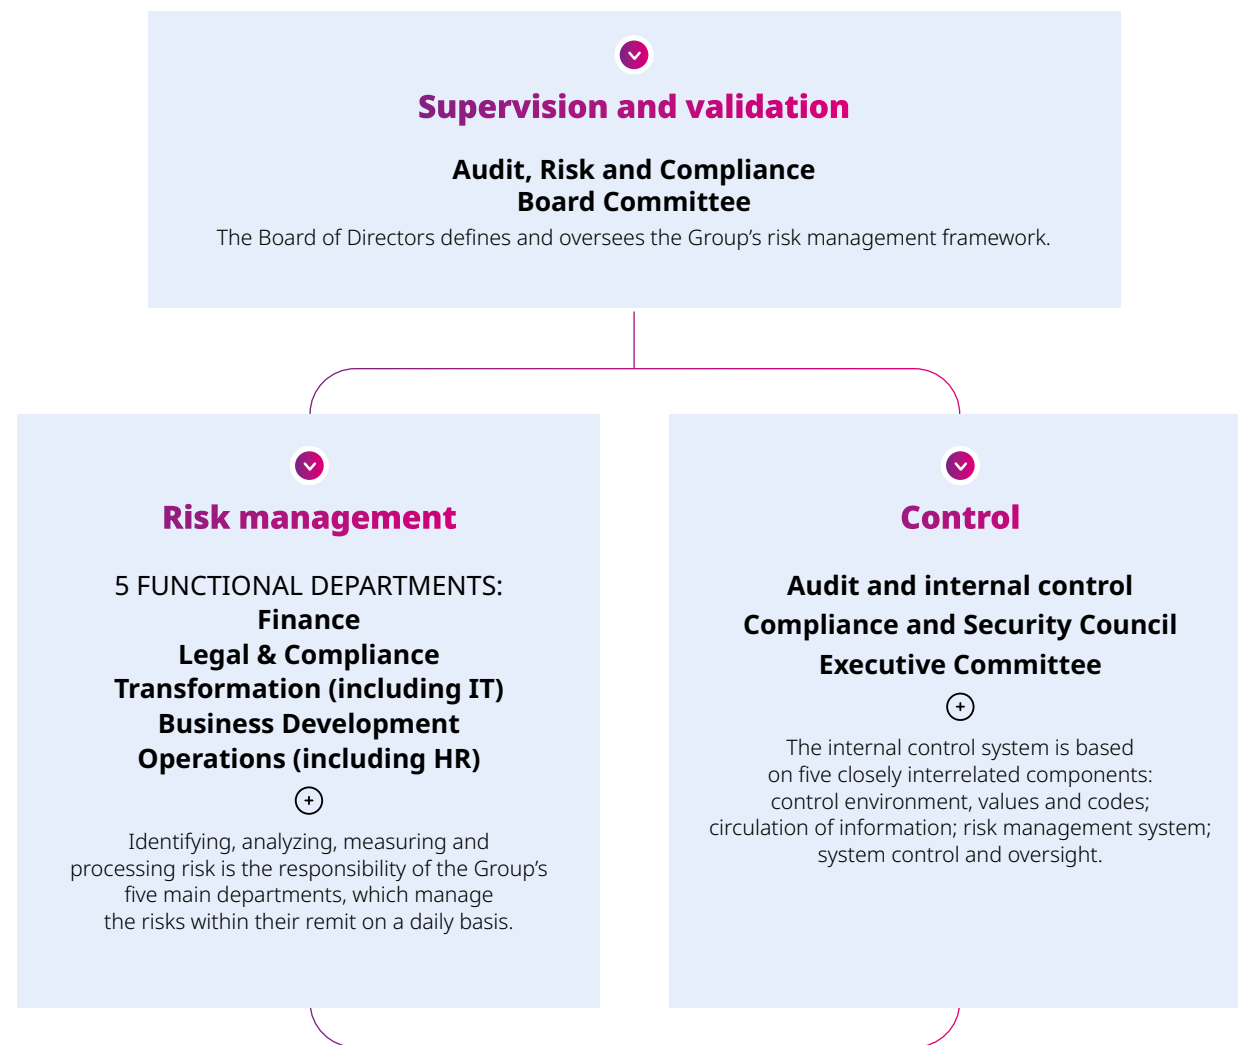 Supervision and validation
Audit, Risk and Compliance
Board Committee
The Board of Directors defines and oversees the Group’s risk management framework.
Risk management
5 FUNCTIONAL DEPARTMENTS:
Finance
Legal & Compliance
Transformation (including IT)
Business Development
Operations (including HR)
Identifying, analyzing, measuring and
processing risk is the responsibility of the Group’s
five main departments, which manage
the risks within their remit on a daily basis.
Control
Audit and internal control
Compliance and Security Council
Executive Committee
The internal control system is based
on five closely interrelated components:
control environment, values and codes;
circulation of information; risk management system;
system control and oversight.